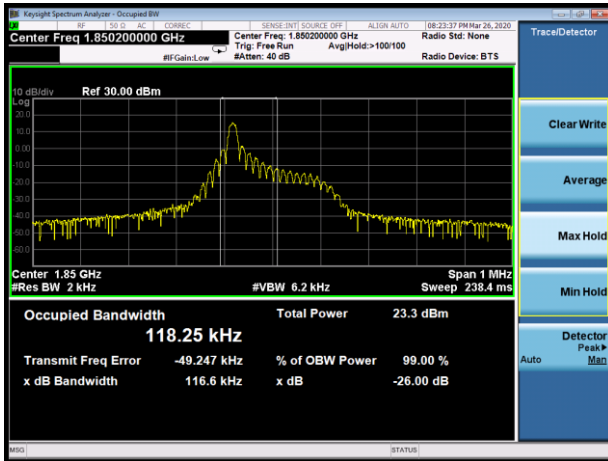 Keysight Spectrum Analyzer - Occupied BW
RF 50 Ω AC CORREC SENSE:INT SOURCE OFF ALIGN AUTO 08:23:37 PM Mar 26, 2020
Center Freq 1.850200000 GHz Center Freq: 1.850200000 GHz Radio Std: None
Trig: Free Run Avg|Hold:>100/100
#IFGain:Low #Atten: 40 dB Radio Device: BTS
Trace/Detector
10 dB/div Ref 30.00 dBm
Log
20.0
10.0
0.00
-10.0
-20.0
-30.0
-40.0
-50.0
-60.0
Center 1.85 GHz Span 1 MHz
#Res BW 2 kHz #VBW 6.2 kHz Sweep 238.4 ms
Occupied Bandwidth Total Power 23.3 dBm
118.25 kHz
Transmit Freq Error -49.247 kHz % of OBW Power 99.00 %
x dB Bandwidth 116.6 kHz x dB -26.00 dB
Clear Write
Average
Max Hold
Min Hold
Detector
Peak▶
Auto Man
MSG STATUS